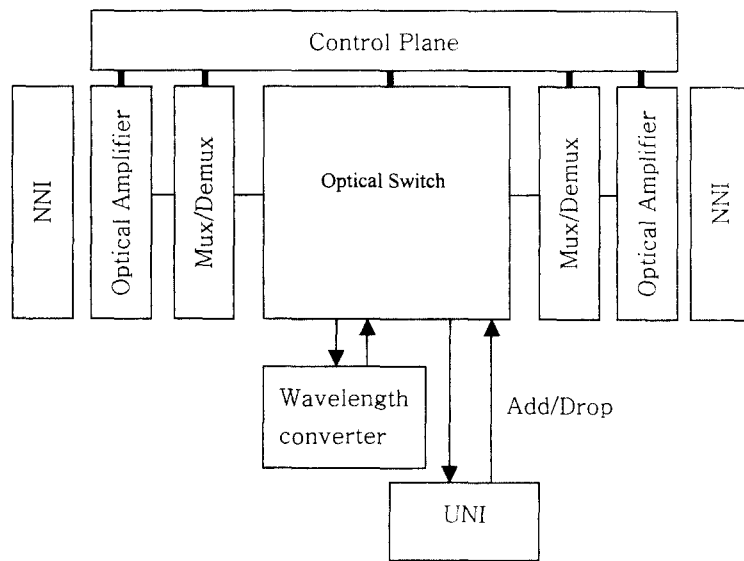 Control Plane
NNI
Optical Amplifier
Mux/Demux
Optical Switch
Mux/Demux
Optical Amplifier
NNI
Wavelength
converter
Add/Drop
UNI